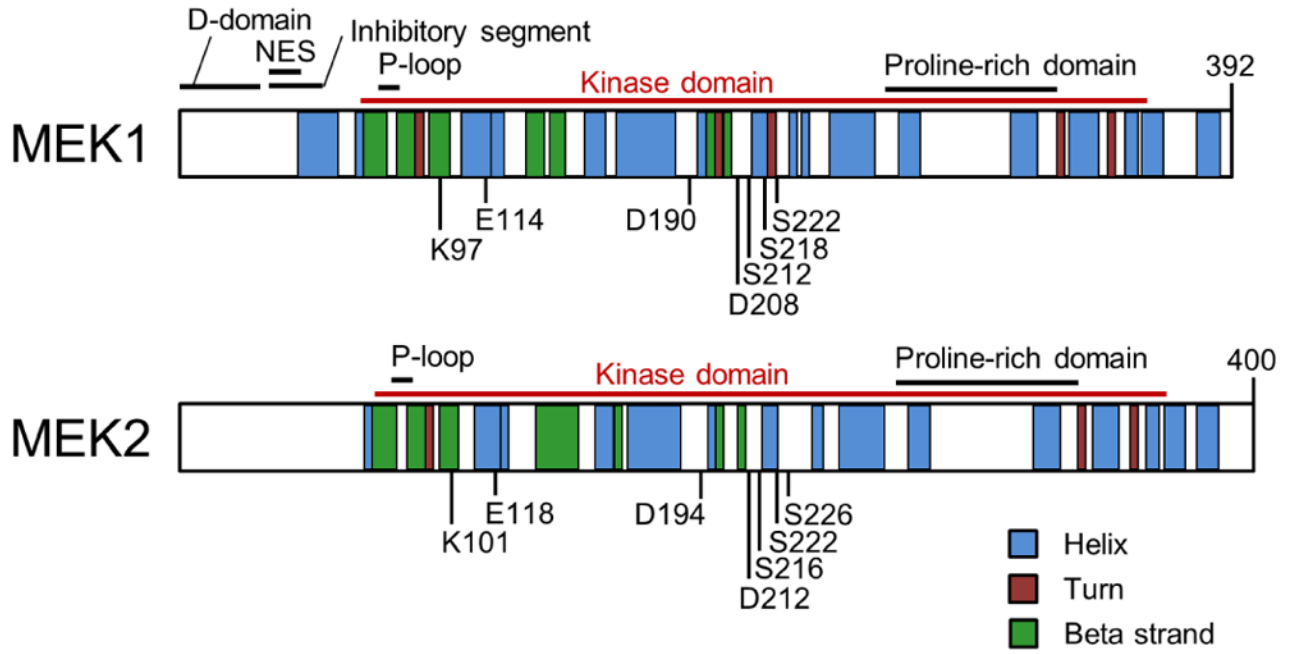 D-domain
NES
Inhibitory segment
P-loop
Kinase domain
Proline-rich domain
392
MEK1
K97
E114
D190
S222
S218
S212
D208
P-loop
Kinase domain
Proline-rich domain
400
MEK2
K101
E118
D194
S226
S222
S216
D212
Helix
Turn
Beta strand